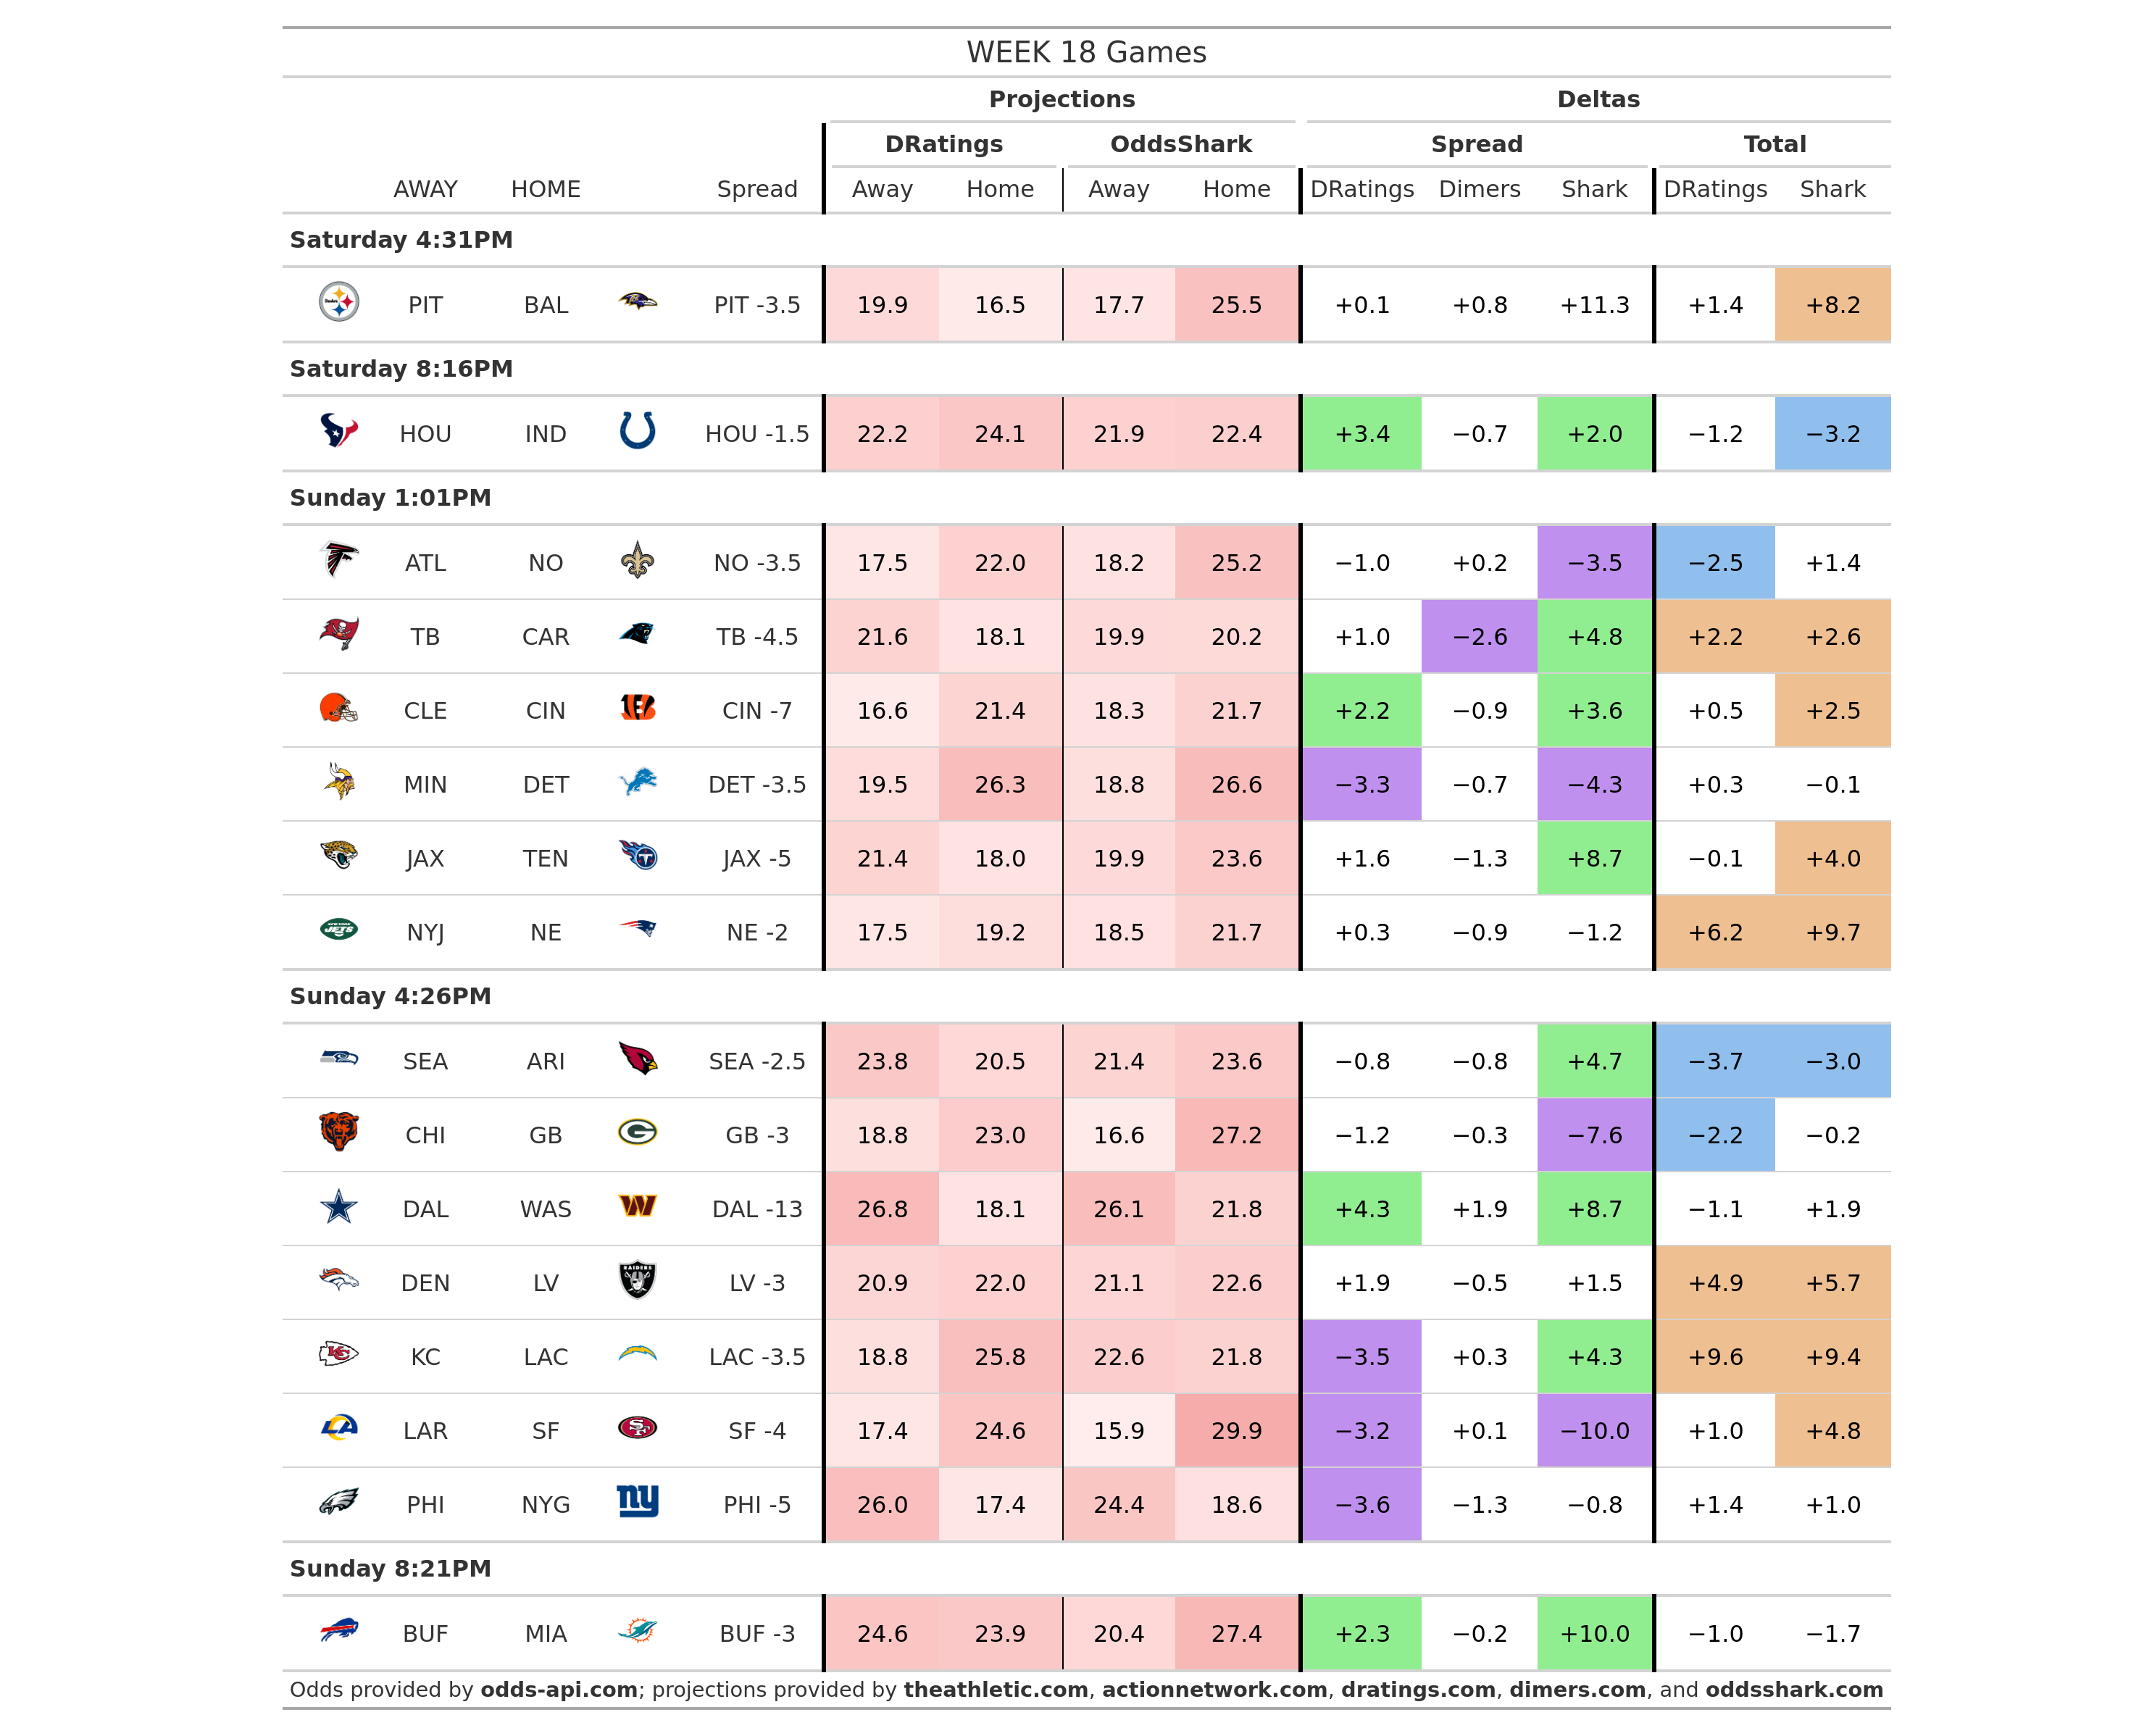 WEEK 18 Games
Projections Deltas
DRatings OddsShark Spread Total
AWAY HOME Spread Away Home Away Home DRatings Dimers Shark DRatings Shark
Saturday 4:31PM
PIT BAL PIT -3.5 19.9 16.5 17.7 25.5 +0.1 +0.8 +11.3 +1.4 +8.2
Saturday 8:16PM
HOU IND HOU -1.5 22.2 24.1 21.9 22.4 +3.4 −0.7 +2.0 −1.2 −3.2
Sunday 1:01PM
ATL NO NO -3.5 17.5 22.0 18.2 25.2 −1.0 +0.2 −3.5 −2.5 +1.4
TB CAR TB -4.5 21.6 18.1 19.9 20.2 +1.0 −2.6 +4.8 +2.2 +2.6
CLE CIN CIN -7 16.6 21.4 18.3 21.7 +2.2 −0.9 +3.6 +0.5 +2.5
MIN DET DET -3.5 19.5 26.3 18.8 26.6 −3.3 −0.7 −4.3 +0.3 −0.1
JAX TEN JAX -5 21.4 18.0 19.9 23.6 +1.6 −1.3 +8.7 −0.1 +4.0
NYJ NE NE -2 17.5 19.2 18.5 21.7 +0.3 −0.9 −1.2 +6.2 +9.7
Sunday 4:26PM
SEA ARI SEA -2.5 23.8 20.5 21.4 23.6 −0.8 −0.8 +4.7 −3.7 −3.0
CHI GB GB -3 18.8 23.0 16.6 27.2 −1.2 −0.3 −7.6 −2.2 −0.2
DAL WAS DAL -13 26.8 18.1 26.1 21.8 +4.3 +1.9 +8.7 −1.1 +1.9
DEN LV LV -3 20.9 22.0 21.1 22.6 +1.9 −0.5 +1.5 +4.9 +5.7
KC LAC LAC -3.5 18.8 25.8 22.6 21.8 −3.5 +0.3 +4.3 +9.6 +9.4
LAR SF SF -4 17.4 24.6 15.9 29.9 −3.2 +0.1 −10.0 +1.0 +4.8
PHI NYG PHI -5 26.0 17.4 24.4 18.6 −3.6 −1.3 −0.8 +1.4 +1.0
Sunday 8:21PM
BUF MIA BUF -3 24.6 23.9 20.4 27.4 +2.3 −0.2 +10.0 −1.0 −1.7
Odds provided by odds-api.com; projections provided by theathletic.com, actionnetwork.com, dratings.com, dimers.com, and oddsshark.com